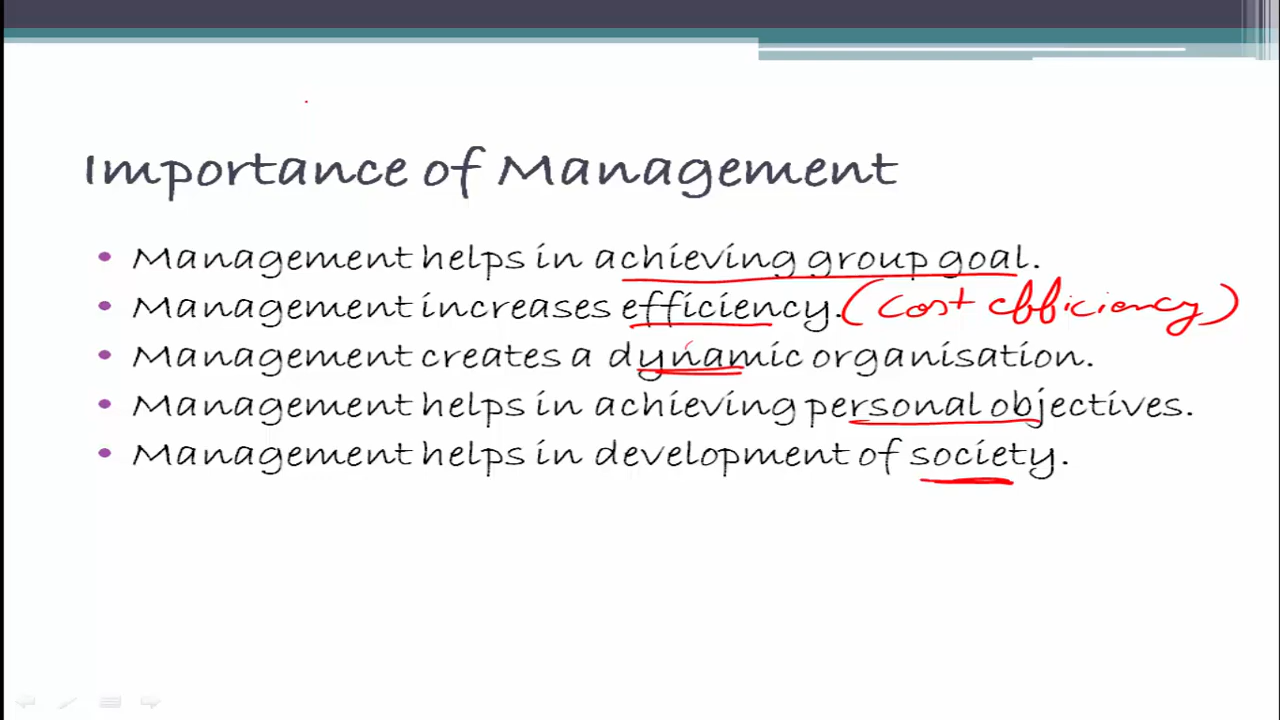 Importance of Management
• Management helps in achieving group goal.
• Management increases efficiency. (Cost efficiency)
• Management creates a dynamic organisation.
• Management helps in achieving personal objectives.
• Management helps in development of society.